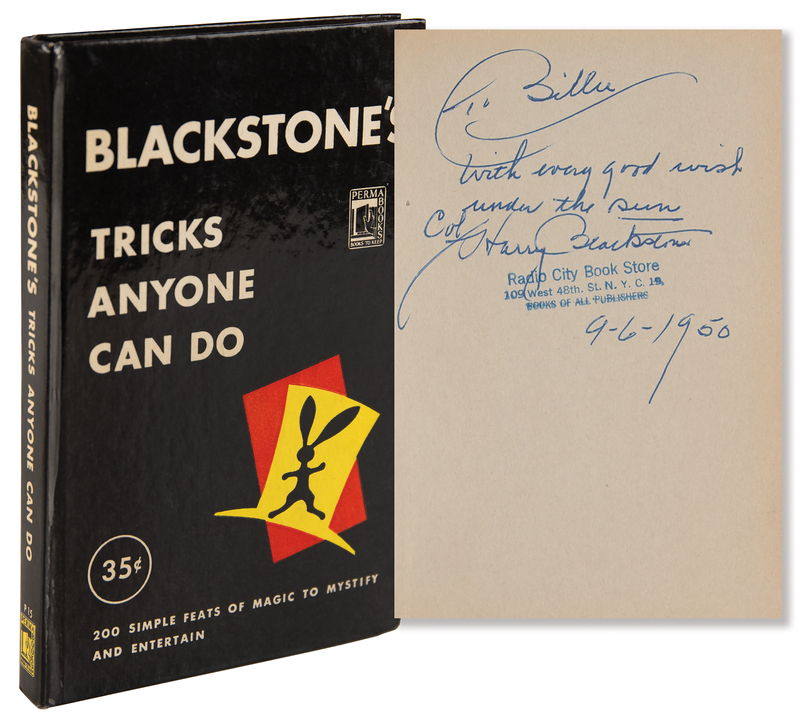 BLACKSTONE'S TRICKS ANYONE CAN DO
P15
PERMA
BOOKS
BLACKSTONE'S
PERMA
BOOKS
BOOKS TO KEEP
TRICKS
ANYONE
CAN DO
35¢
200 SIMPLE FEATS OF MAGIC TO MYSTIFY
AND ENTERTAIN
To Billie
With every good wish
under the sun
Col Harry Blackstone
Radio City Book Store
109 West 48th. St. N. Y. C. 19,
BOOKS OF ALL PUBLISHERS
9-6-1950